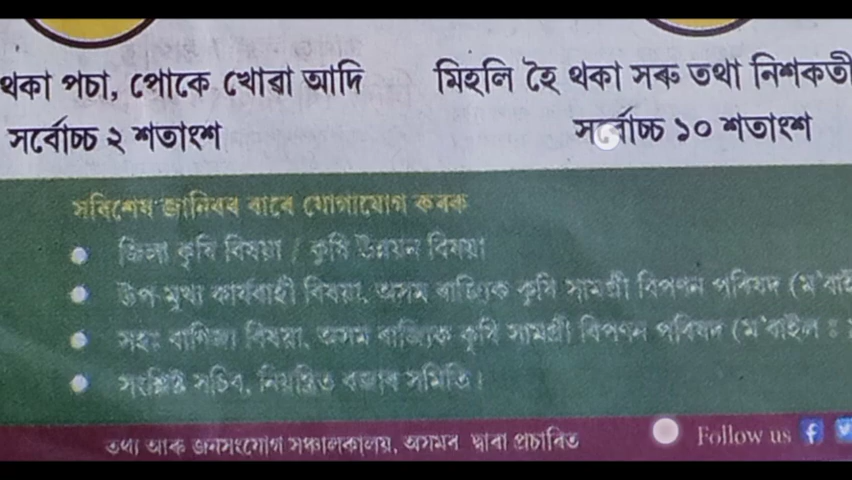 থকা পচা, পোকে খোৱা আদি
মিহলি হৈ থকা সৰু তথা নিশকতী
সৰ্বোচ্চ ২ শতাংশ
সৰ্বোচ্চ ১০ শতাংশ
সবিশেষ জানিবৰ বাবে যোগাযোগ কৰক
জিলা কৃষি বিষয়া / কৃষি উন্নয়ন বিষয়া
উপ-মুখ্য কাৰ্যবাহী বিষয়া, অসম ৰাজ্যিক কৃষি সামগ্ৰী বিপণন পৰিষদ (ম'বাই
সহঃ বাণিজ্য বিষয়া, অসম ৰাজ্যিক কৃষি সামগ্ৰী বিপণন পৰিষদ (ম'বাইল :
সংশ্লিষ্ট সচিব, নিয়ন্ত্ৰিত বজাৰ সমিতি।
তথ্য আৰু জনসংযোগ সঞ্চালকালয়, অসমৰ দ্বাৰা প্ৰচাৰিত
Follow us